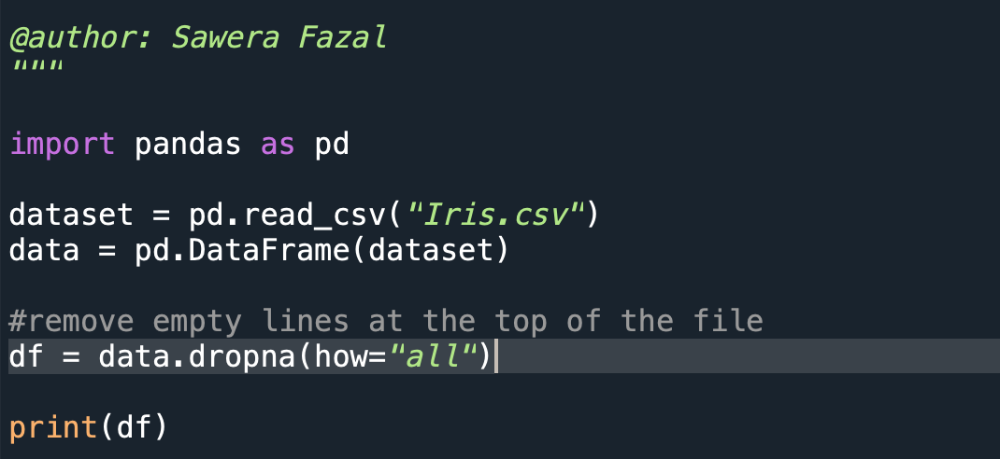 @author: Sawera Fazal
"""
import pandas as pd
dataset = pd.read_csv("Iris.csv")
data = pd.DataFrame(dataset)
#remove empty lines at the top of the file
df = data.dropna(how="all")
print(df)